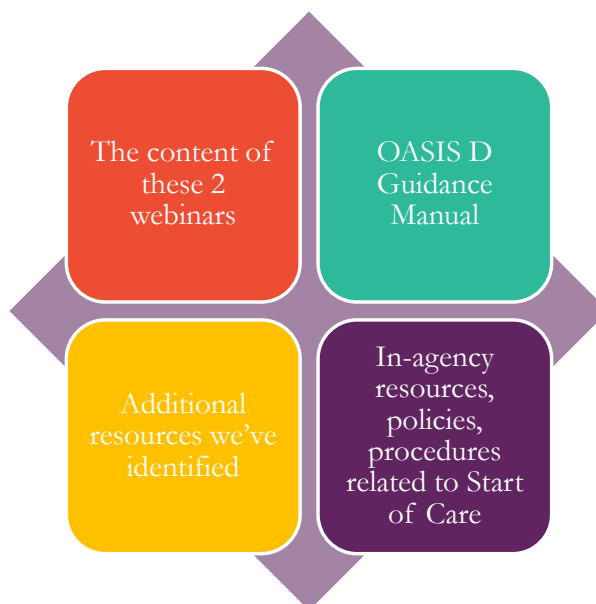 The content of
these 2
webinars
OASIS D
Guidance
Manual
Additional
resources we’ve
identified
In-agency
resources,
policies,
procedures
related to Start
of Care